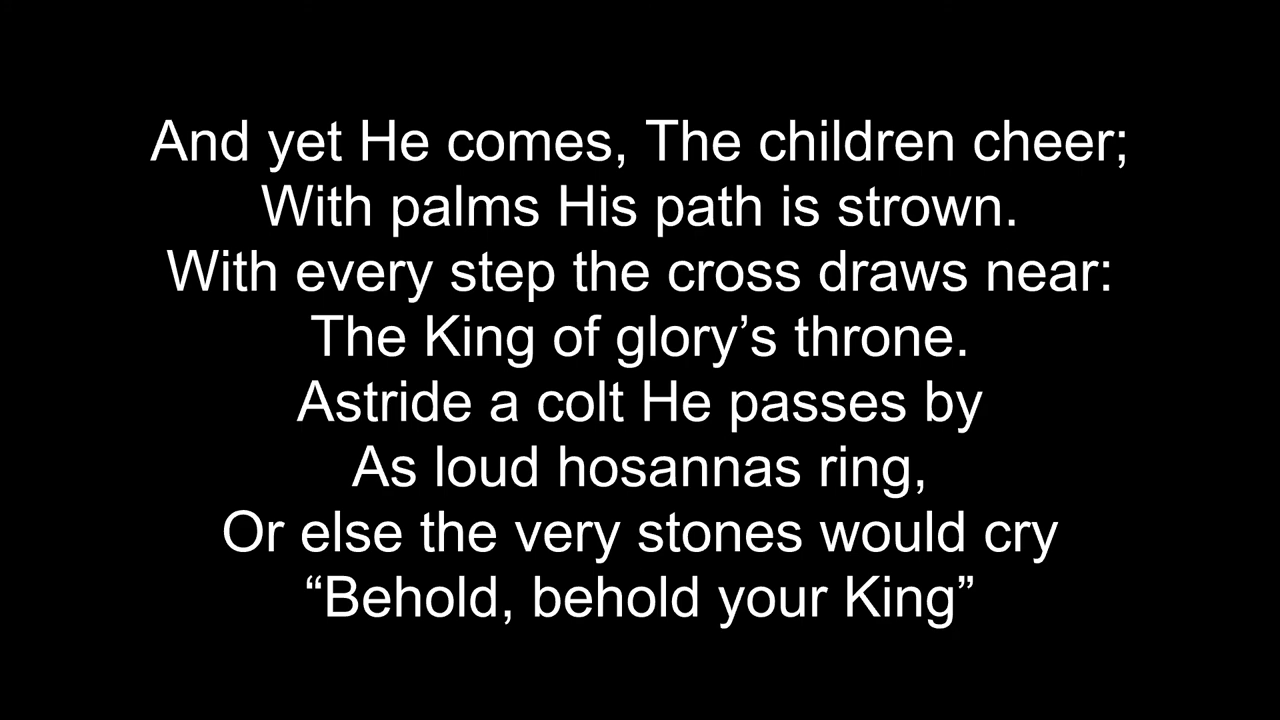 And yet He comes, The children cheer;
With palms His path is strown.
With every step the cross draws near:
The King of glory’s throne.
Astride a colt He passes by
As loud hosannas ring,
Or else the very stones would cry
“Behold, behold your King”